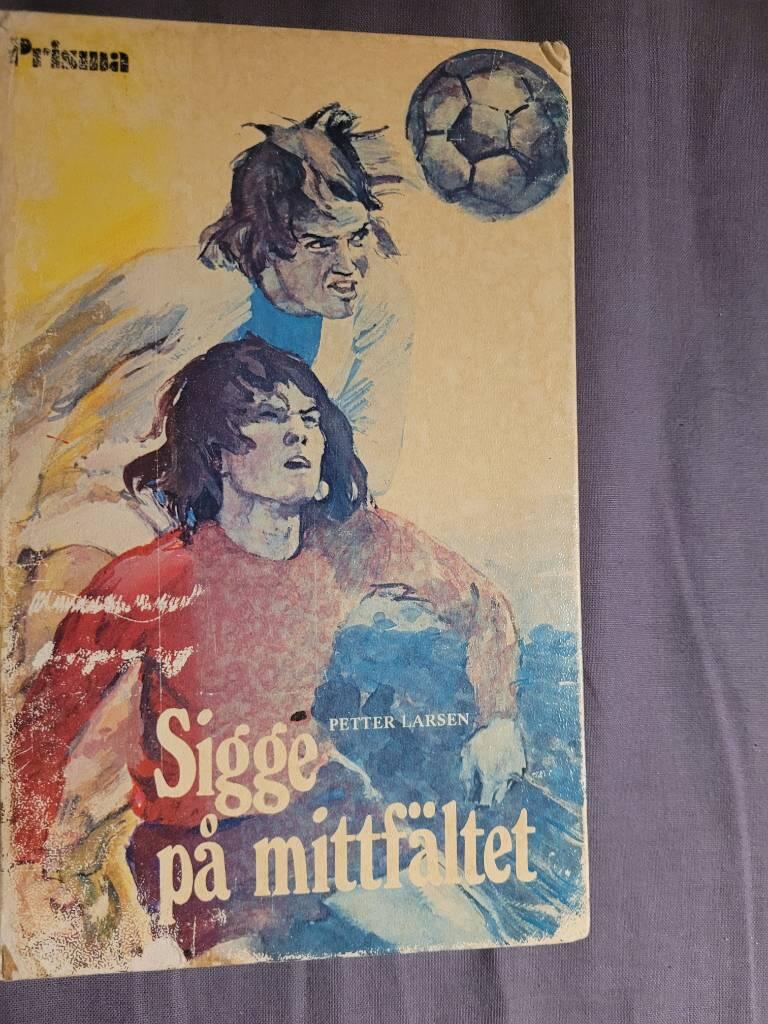 Prisma
PETTER LARSEN
Sigge
på mittfältet